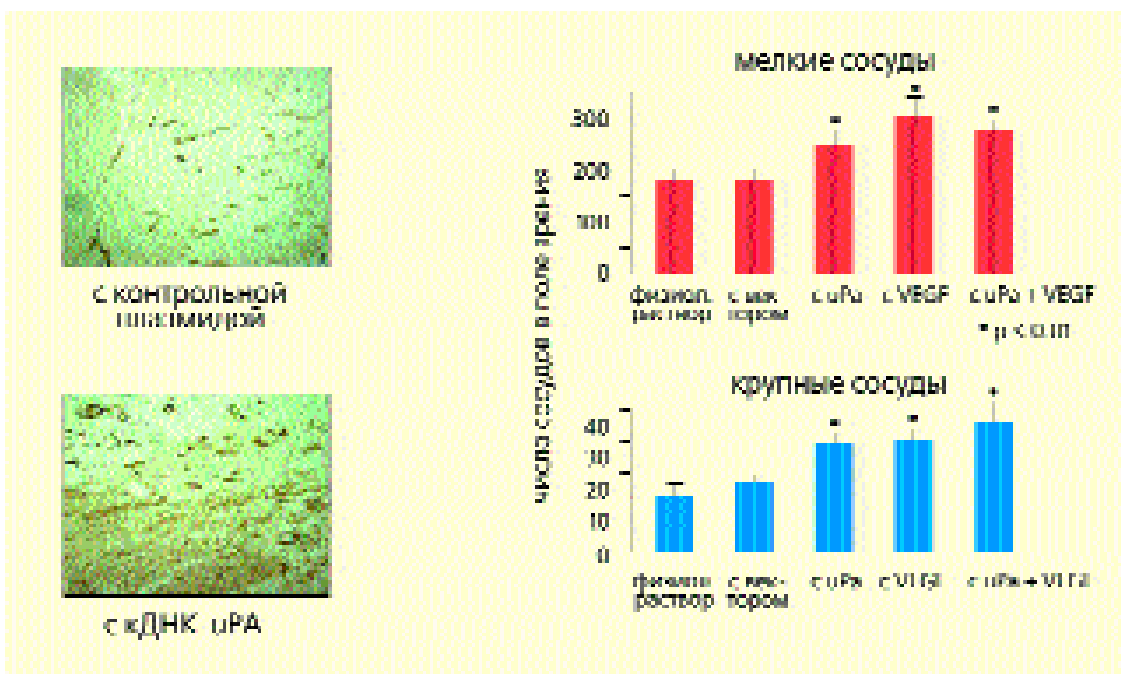 с контрольной
плазмидой
с кДНК uPA
число сосудов в поле зрения
мелкие сосуды
300
200
100
0
физиол. с век- с uPa с VEGF с uPa + VEGF
раствор тором
* p < 0.01
крупные сосуды
40
30
20
10
0
физиол. с век- с uPa с VEGF с uPa + VEGF
раствор тором